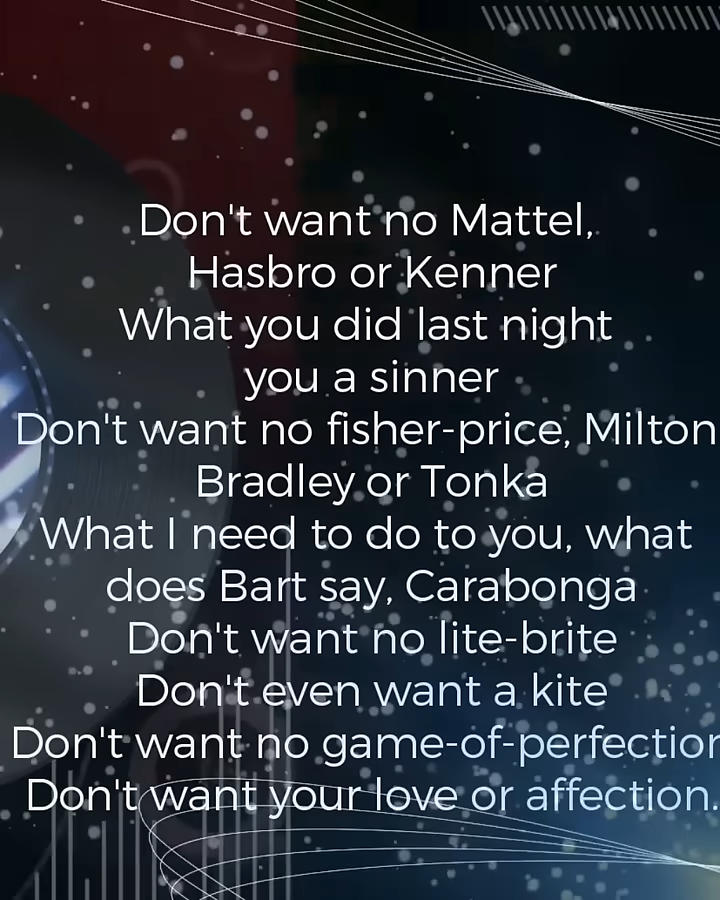 Don't want no Mattel,
Hasbro or Kenner
What you did last night
you a sinner
Don't want no fisher-price, Milton
Bradley or Tonka
What I need to do to you, what
does Bart say, Carabonga
Don't want no lite-brite
Don't even want a kite
Don't want no game-of-perfection
Don't want your love or affection.